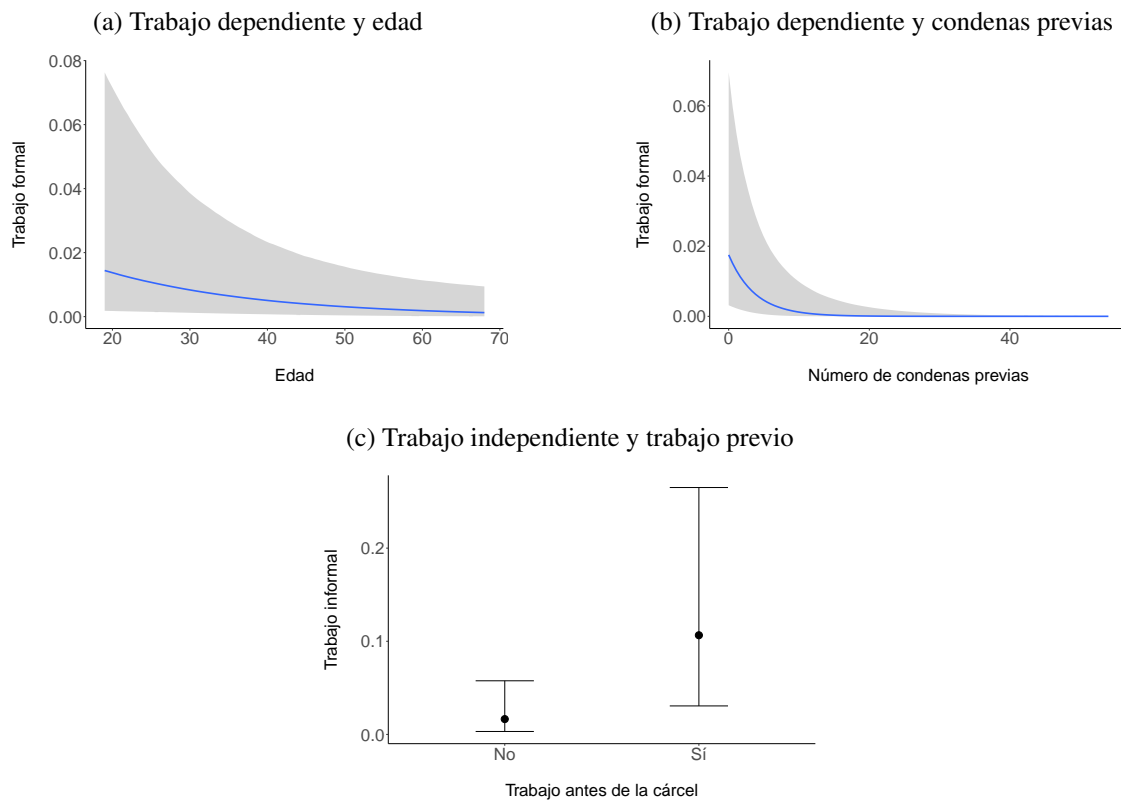 (a) Trabajo dependiente y edad
0.08
0.06
0.04
0.02
0.00
Trabajo formal
20 30 40 50 60 70
Edad
(b) Trabajo dependiente y condenas previas
0.06
0.04
0.02
0.00
Trabajo formal
0 20 40
Número de condenas previas
(c) Trabajo independiente y trabajo previo
0.2
0.1
0.0
Trabajo informal
No Sí
Trabajo antes de la cárcel